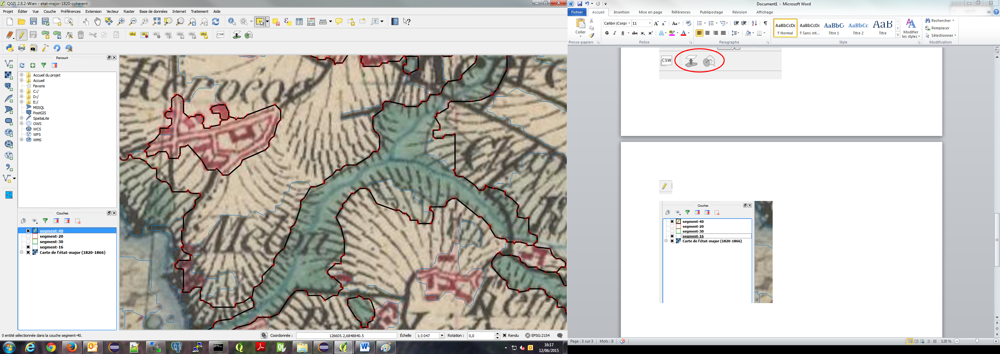 QGIS 2.8.2-Wien - etat-major-1820-coherent
Projet Éditer Vue Couche Préférences Extension Vecteur Raster Base de données Internet Traitement Aide
Parcourir
Accueil du projet
Accueil
Favoris
C:/
D:/
E:/
MSSQL
PostGIS
SpatiaLite
OWS
WCS
WFS
WMS
Couches
segment-40
segment-20
segment-30
segment-16
Carte de l'état-major (1820-1866)
0 entité sélectionnée dans la couche segment-40.
Coordonnée : 126605.2,6848840.5 Échelle 1:3 047 Rotation : 0,0 Rendu EPSG:2154
16:17
12/06/2015
Document1 - Microsoft Word
Fichier Accueil Insertion Mise en page Références Publipostage Révision Affichage
Coller
Calibri (Corps 11
Presse-papiers Police Paragraphe Style Modification
AaBbCcDc AaBbCcDc AaBbCc AaBbCc AaB
¶ Normal ¶ Sans int... Titre 1 Titre 2 Titre
Modifier les styles
Rechercher
Remplacer
Sélectionner
CSW
Couches
segment-40
segment-20
segment-30
segment-16
Carte de l'état-major (1820-1866)
Page : 3 sur 3 Mots : 8 120 %